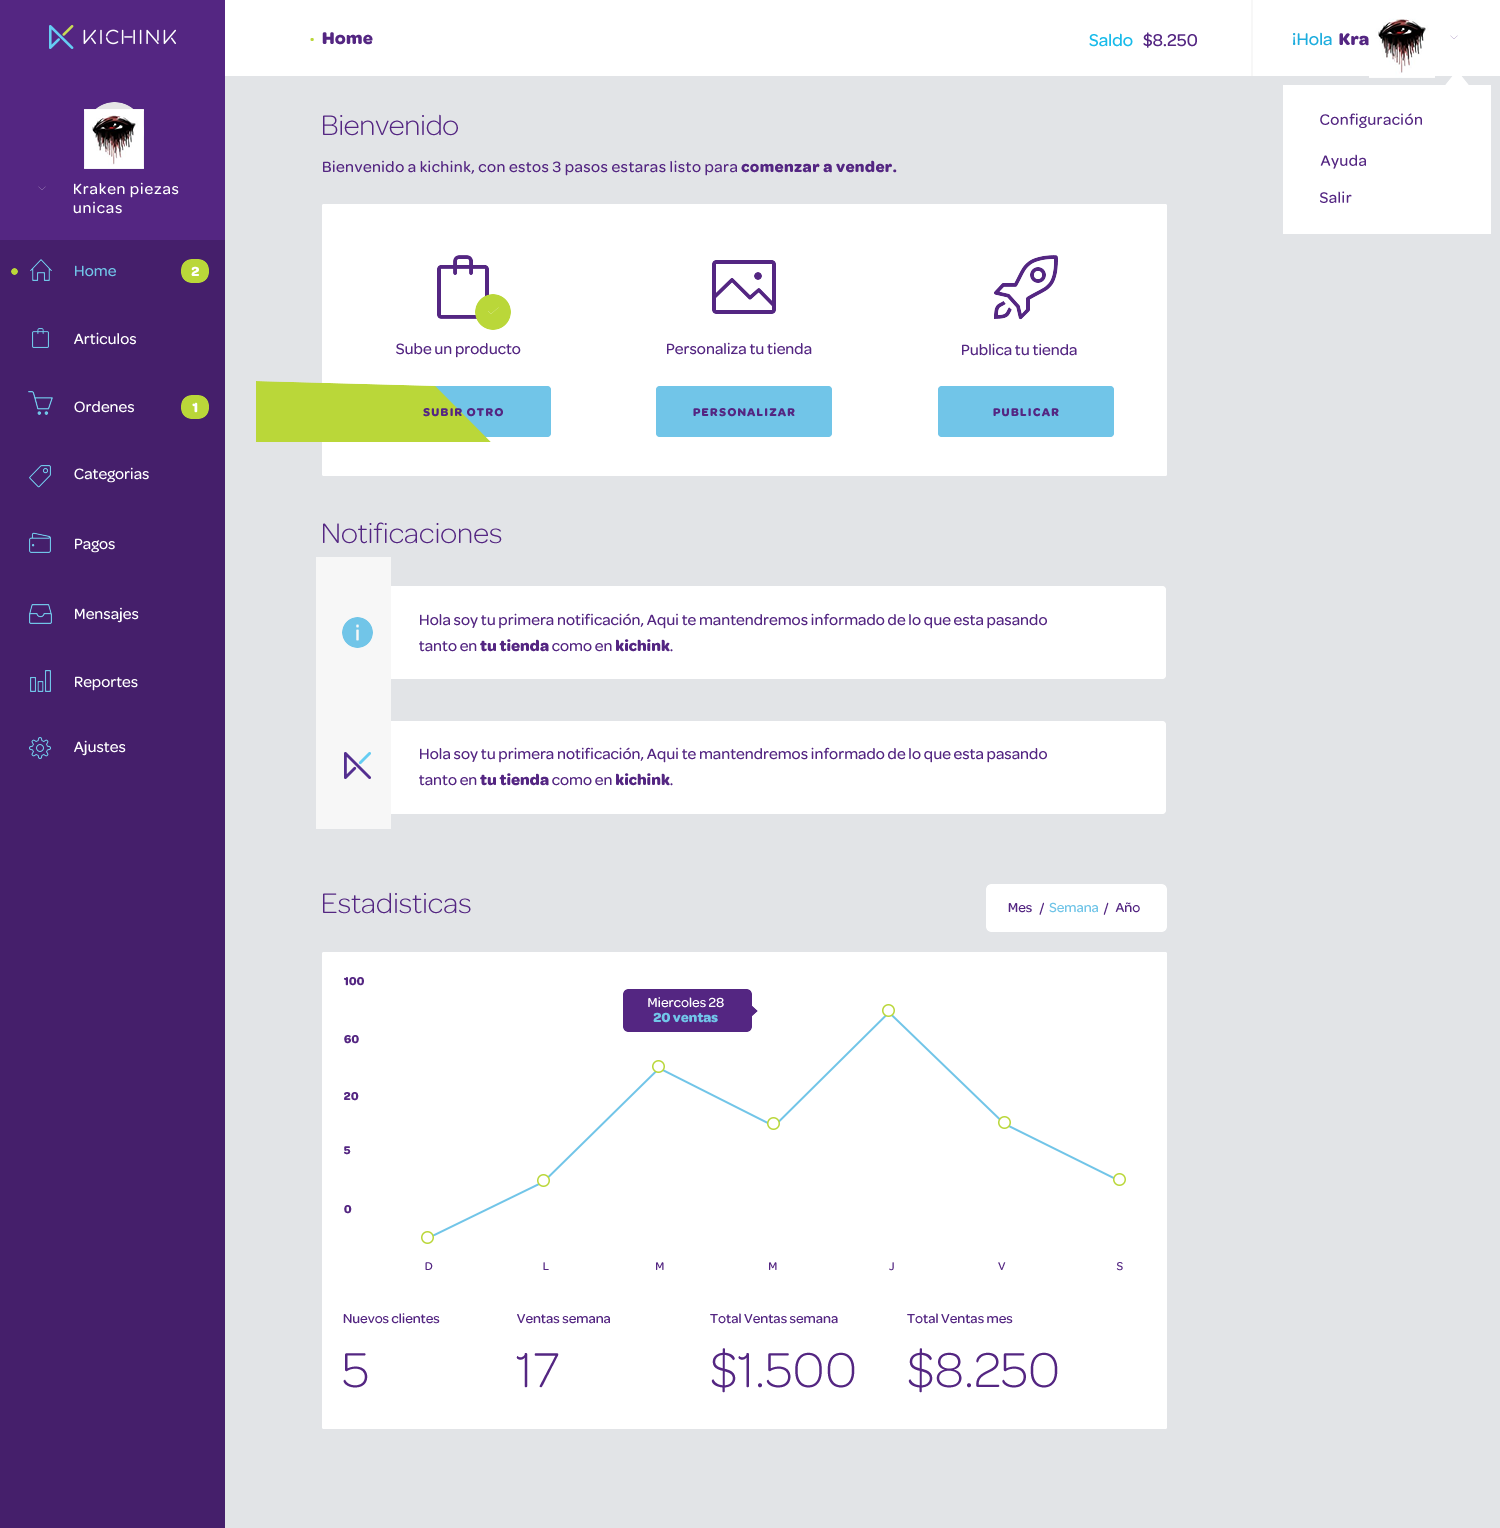 KICHINK
Home
Saldo $8.250
¡Hola Kra
Kraken piezas
unicas
Home 2
Articulos
Ordenes 1
Categorias
Pagos
Mensajes
Reportes
Ajustes
Configuración
Ayuda
Salir
Bienvenido
Bienvenido a kichink, con estos 3 pasos estaras listo para comenzar a vender.
Sube un producto
Personaliza tu tienda
Publica tu tienda
SUBIR OTRO
PERSONALIZAR
PUBLICAR
Notificaciones
Hola soy tu primera notificación, Aqui te mantendremos informado de lo que esta pasando
tanto en tu tienda como en kichink.
Hola soy tu primera notificación, Aqui te mantendremos informado de lo que esta pasando
tanto en tu tienda como en kichink.
Estadisticas
Mes / Semana / Año
100
60
20
5
0
Miercoles 28
20 ventas
D L M M J V S
Nuevos clientes
5
Ventas semana
17
Total Ventas semana
$1.500
Total Ventas mes
$8.250